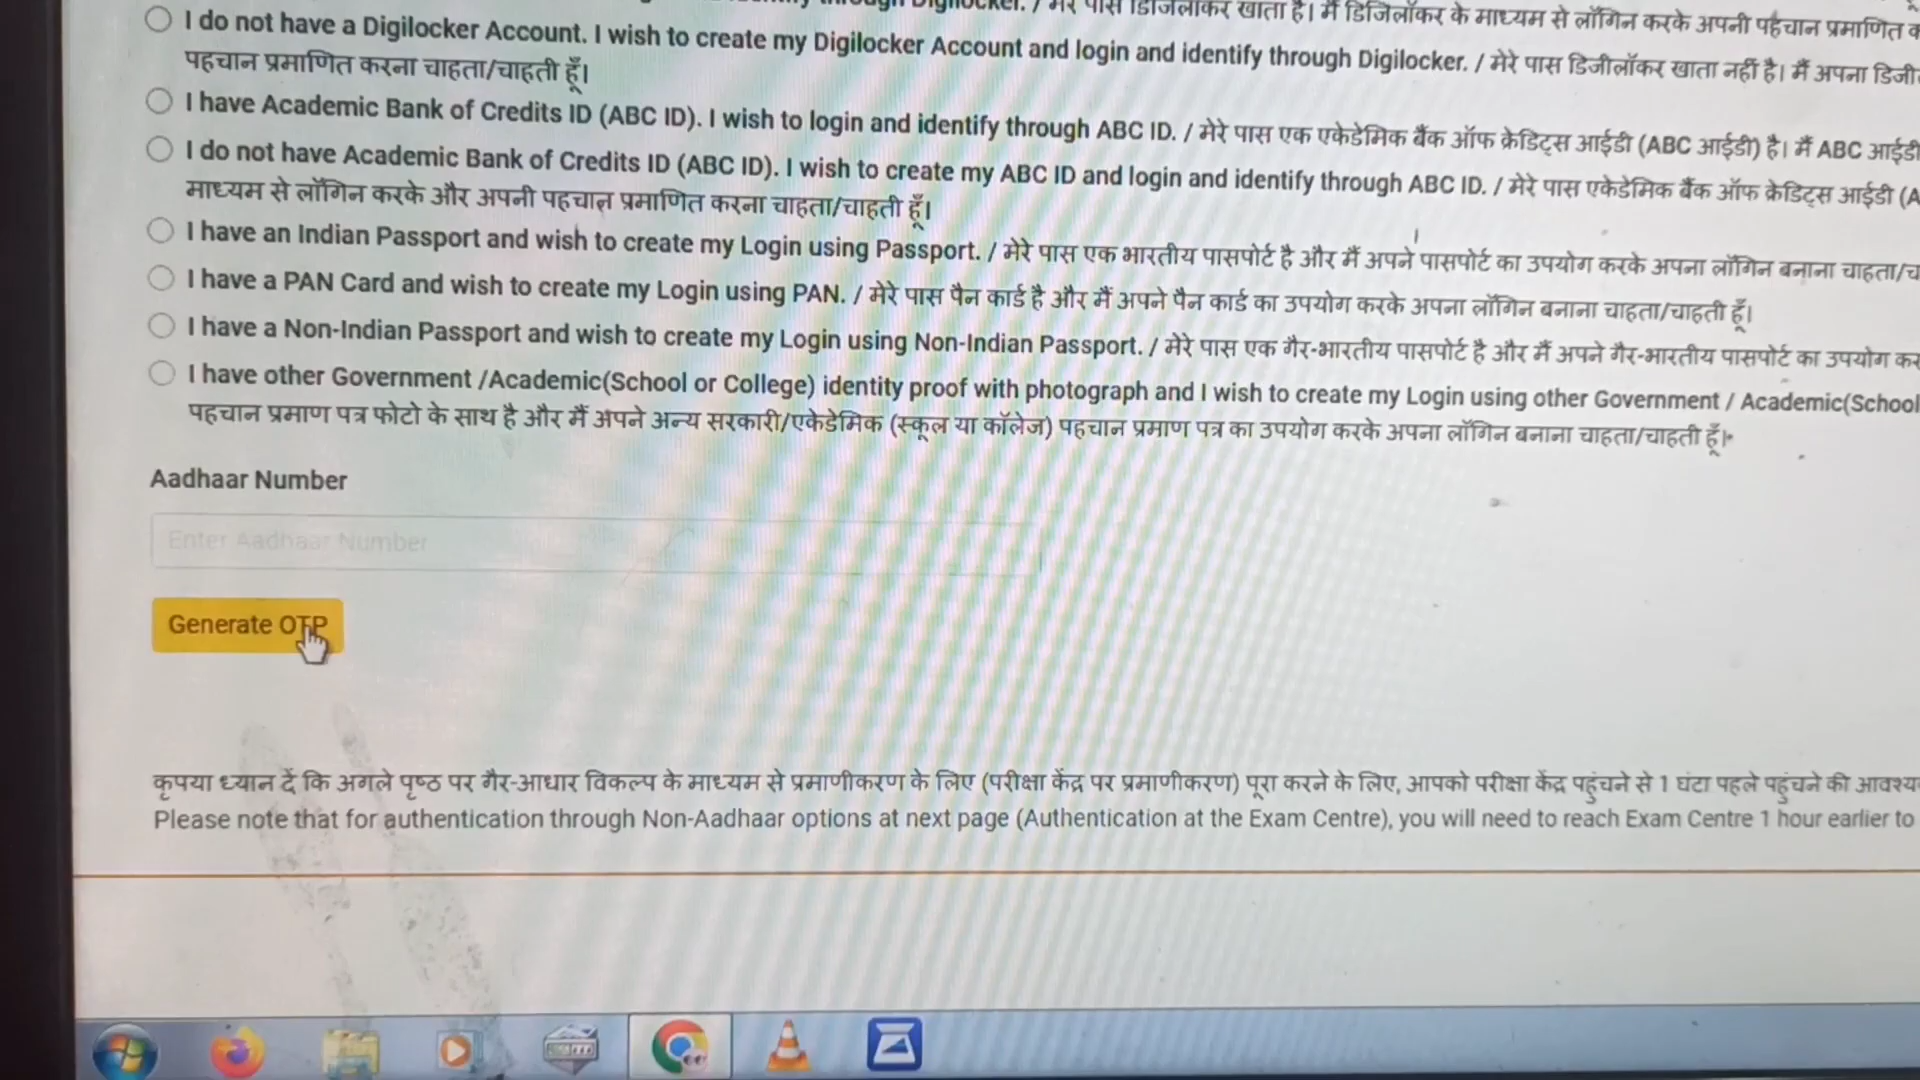 Digilocker. / मेरे पास डिजिलॉकर खाता है। मैं डिजिलॉकर के माध्यम से लॉगिन करके अपनी पहचान प्रमाणित
I do not have a Digilocker Account. I wish to create my Digilocker Account and login and identify through Digilocker. / मेरे पास डिजीलॉकर खाता नहीं है। मैं अपना
पहचान प्रमाणित करना चाहता/चाहती हूँ।
I have Academic Bank of Credits ID (ABC ID). I wish to login and identify through ABC ID. / मेरे पास एक एकेडेमिक बैंक ऑफ क्रेडिट्स आईडी (ABC आईडी) है। मैं ABC आईडी
I do not have Academic Bank of Credits ID (ABC ID). I wish to create my ABC ID and login and identify through ABC ID. / मेरे पास एकेडेमिक बैंक ऑफ क्रेडिट्स आईडी (A
माध्यम से लॉगिन करके और अपनी पहचान प्रमाणित करना चाहता/चाहती हूँ।
I have an Indian Passport and wish to create my Login using Passport. / मेरे पास एक भारतीय पासपोर्ट है और मैं अपने पासपोर्ट का उपयोग करके अपना लॉगिन बनाना चाहता/च
I have a PAN Card and wish to create my Login using PAN. / मेरे पास पैन कार्ड है और मैं अपने पैन कार्ड का उपयोग करके अपना लॉगिन बनाना चाहता/चाहती हूँ।
I have a Non-Indian Passport and wish to create my Login using Non-Indian Passport. / मेरे पास एक गैर-भारतीय पासपोर्ट है और मैं अपने गैर-भारतीय पासपोर्ट का उपयोग
I have other Government /Academic(School or College) identity proof with photograph and I wish to create my Login using other Government / Academic(School
पहचान प्रमाण पत्र फोटो के साथ है और मैं अपने अन्य सरकारी/एकेडेमिक (स्कूल या कॉलेज) पहचान प्रमाण पत्र का उपयोग करके अपना लॉगिन बनाना चाहता/चाहती हूँ।
Aadhaar Number
Enter Aadhaar Number
Generate OTP
कृपया ध्यान दें कि अगले पृष्ठ पर गैर-आधार विकल्प के माध्यम से प्रमाणीकरण के लिए (परीक्षा केंद्र पर प्रमाणीकरण) पूरा करने के लिए, आपको परीक्षा केंद्र पहुंचने से 1 घंटा पहले पहुंचने की
Please note that for authentication through Non-Aadhaar options at next page (Authentication at the Exam Centre), you will need to reach Exam Centre 1 hour earlier to